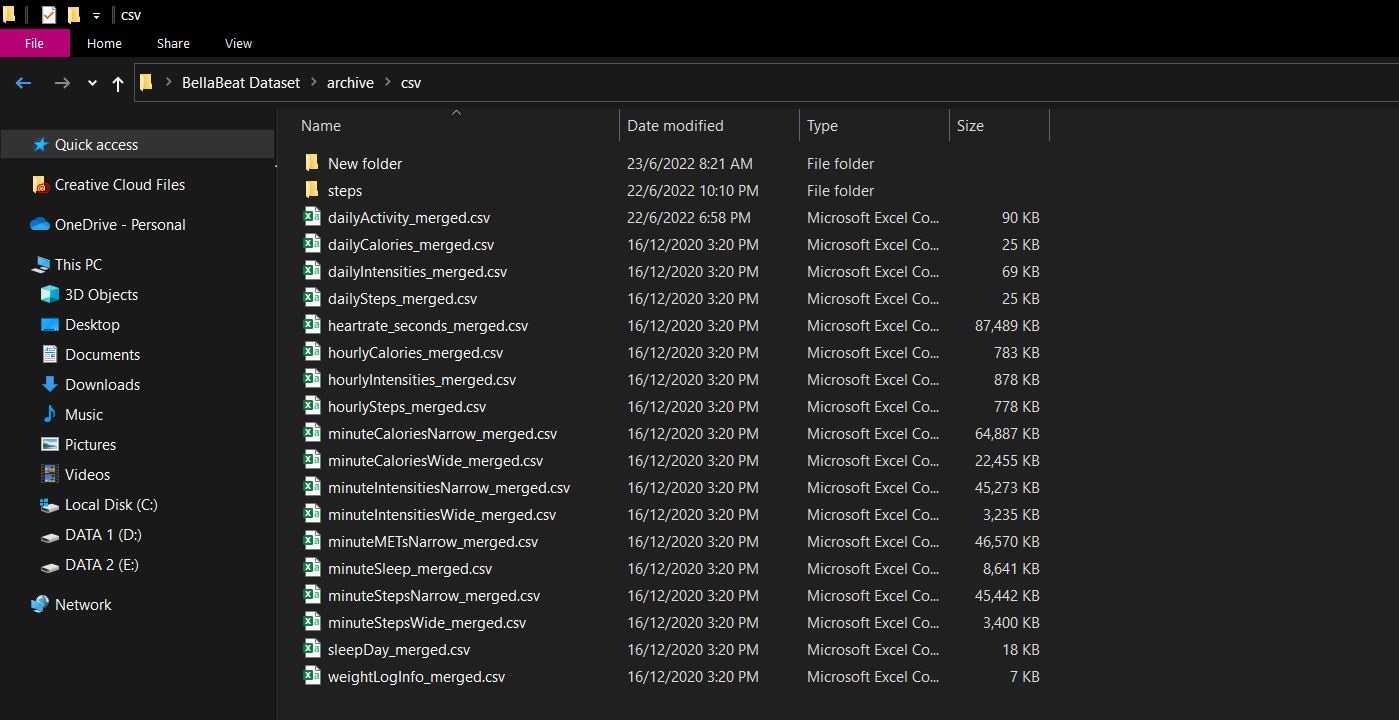 csv
File Home Share View
BellaBeat Dataset archive csv
Name Date modified Type Size
Quick access
Creative Cloud Files
OneDrive - Personal
This PC
3D Objects
Desktop
Documents
Downloads
Music
Pictures
Videos
Local Disk (C:)
DATA 1 (D:)
DATA 2 (E:)
Network
New folder 23/6/2022 8:21 AM File folder
steps 22/6/2022 10:10 PM File folder
dailyActivity_merged.csv 22/6/2022 6:58 PM Microsoft Excel Co... 90 KB
dailyCalories_merged.csv 16/12/2020 3:20 PM Microsoft Excel Co... 25 KB
dailyIntensities_merged.csv 16/12/2020 3:20 PM Microsoft Excel Co... 69 KB
dailySteps_merged.csv 16/12/2020 3:20 PM Microsoft Excel Co... 25 KB
heartrate_seconds_merged.csv 16/12/2020 3:20 PM Microsoft Excel Co... 87,489 KB
hourlyCalories_merged.csv 16/12/2020 3:20 PM Microsoft Excel Co... 783 KB
hourlyIntensities_merged.csv 16/12/2020 3:20 PM Microsoft Excel Co... 878 KB
hourlySteps_merged.csv 16/12/2020 3:20 PM Microsoft Excel Co... 778 KB
minuteCaloriesNarrow_merged.csv 16/12/2020 3:20 PM Microsoft Excel Co... 64,887 KB
minuteCaloriesWide_merged.csv 16/12/2020 3:20 PM Microsoft Excel Co... 22,455 KB
minuteIntensitiesNarrow_merged.csv 16/12/2020 3:20 PM Microsoft Excel Co... 45,273 KB
minuteIntensitiesWide_merged.csv 16/12/2020 3:20 PM Microsoft Excel Co... 3,235 KB
minuteMETsNarrow_merged.csv 16/12/2020 3:20 PM Microsoft Excel Co... 46,570 KB
minuteSleep_merged.csv 16/12/2020 3:20 PM Microsoft Excel Co... 8,641 KB
minuteStepsNarrow_merged.csv 16/12/2020 3:20 PM Microsoft Excel Co... 45,442 KB
minuteStepsWide_merged.csv 16/12/2020 3:20 PM Microsoft Excel Co... 3,400 KB
sleepDay_merged.csv 16/12/2020 3:20 PM Microsoft Excel Co... 18 KB
weightLogInfo_merged.csv 16/12/2020 3:20 PM Microsoft Excel Co... 7 KB